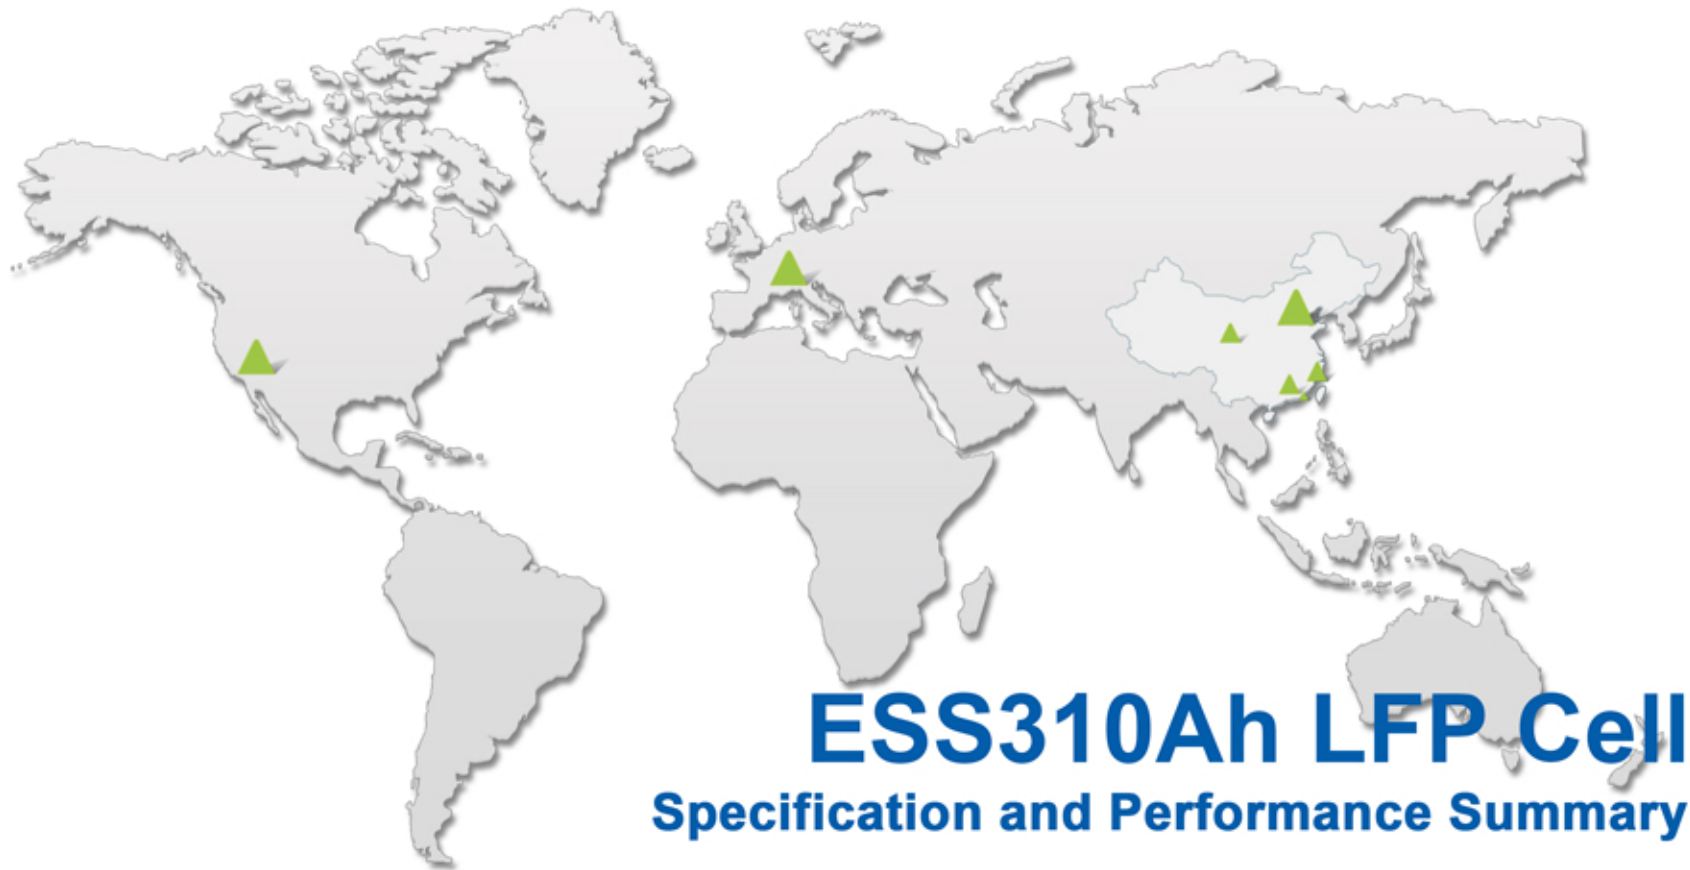 ESS310Ah LFP Cell
Specification and Performance Summary